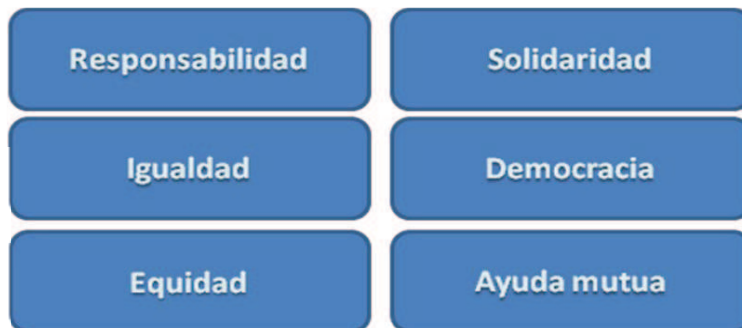 Responsabilidad
Solidaridad
Igualdad
Democracia
Equidad
Ayuda mutua